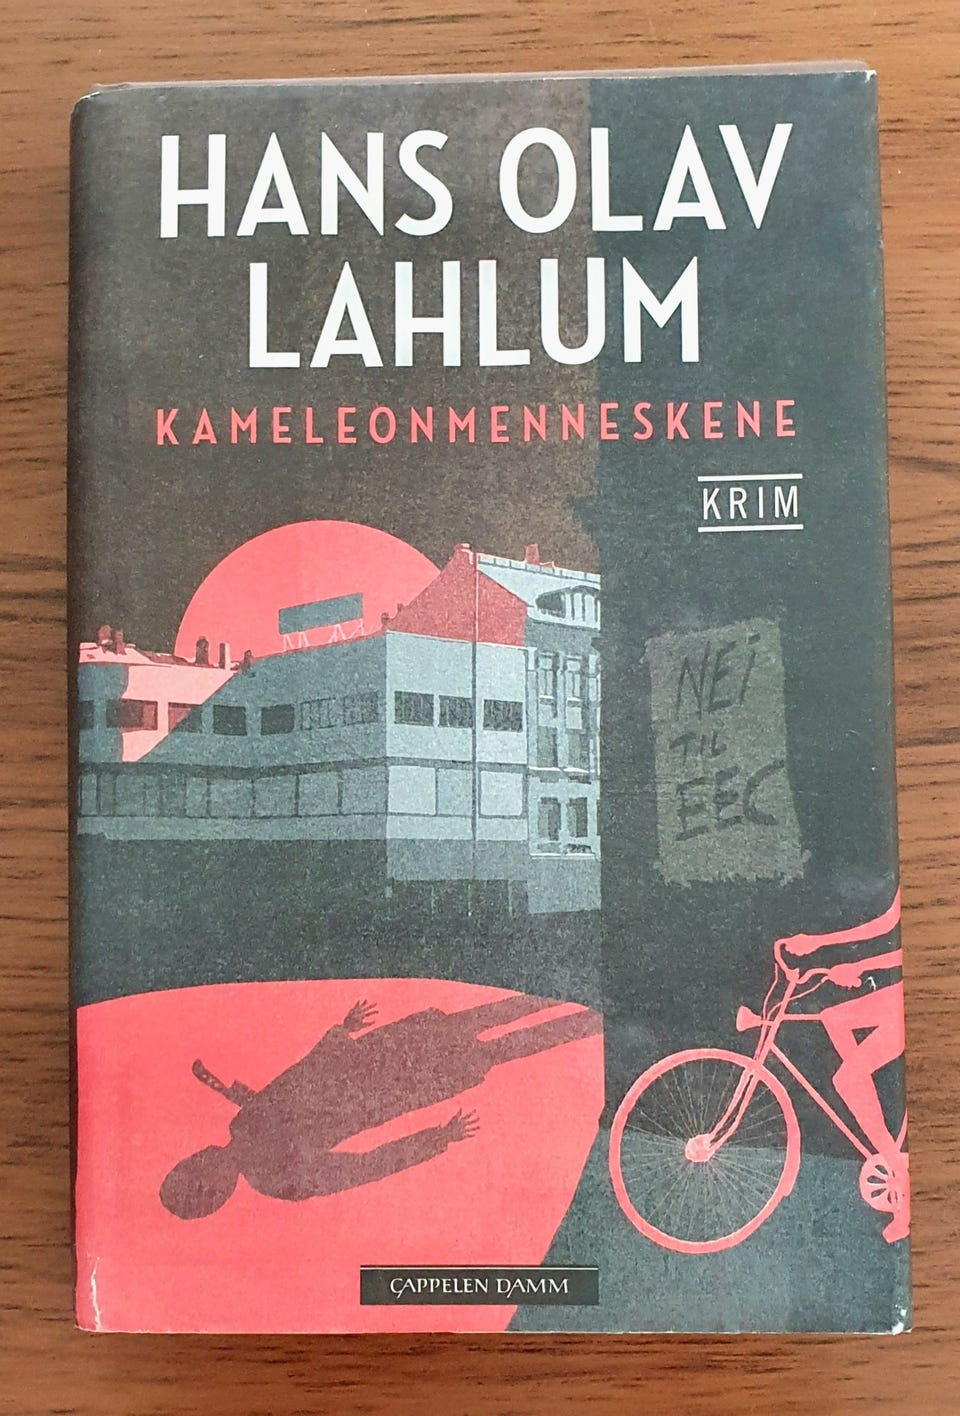 HANS OLAV
LAHLUM
KAMELEONMENNESKENE
KRIM
NEi
TIL
EEC
CAPPELEN DAMM